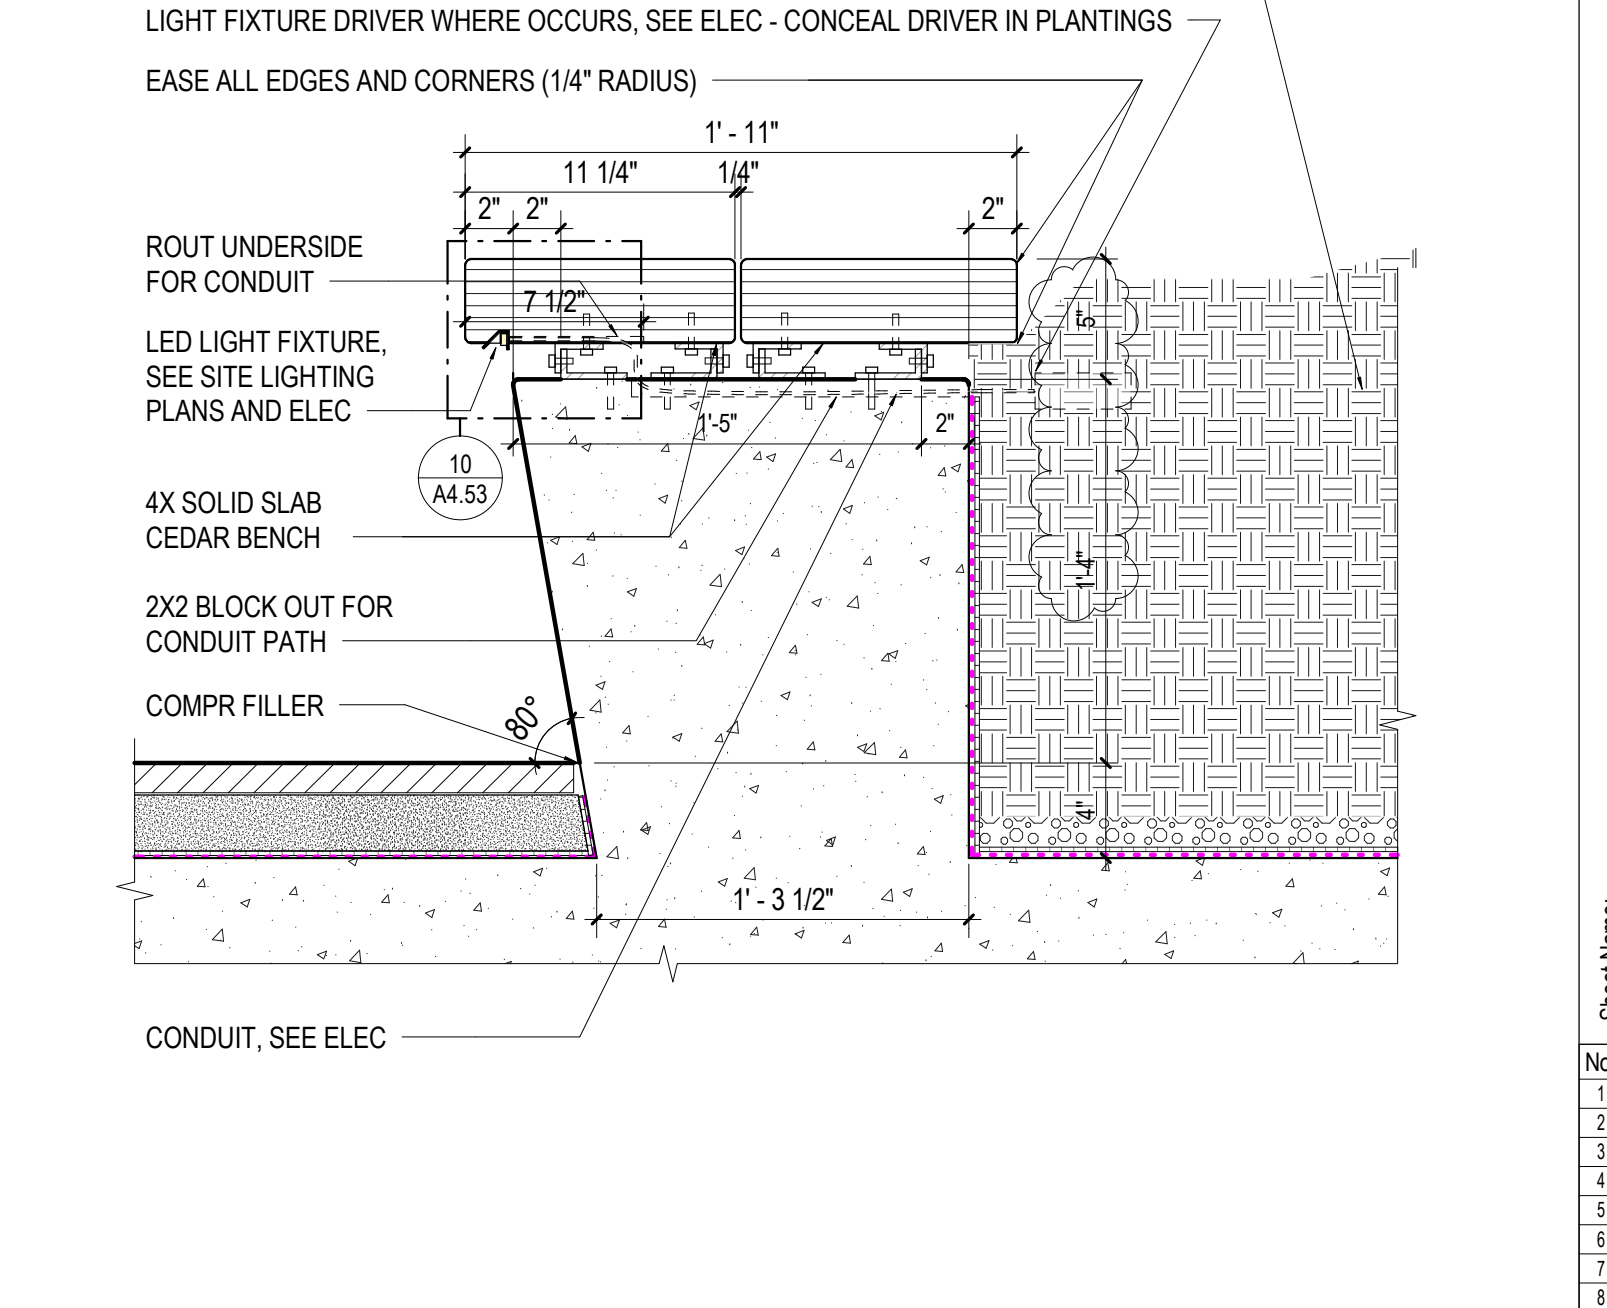 LIGHT FIXTURE DRIVER WHERE OCCURS, SEE ELEC - CONCEAL DRIVER IN PLANTINGS
EASE ALL EDGES AND CORNERS (1/4" RADIUS)
1' - 11"
11 1/4"
1/4"
2"
2"
2"
ROUT UNDERSIDE
FOR CONDUIT
7 1/2"
5"
LED LIGHT FIXTURE,
SEE SITE LIGHTING
PLANS AND ELEC
1'-5"
2"
10
A4.53
4X SOLID SLAB
CEDAR BENCH
1'-4"
2X2 BLOCK OUT FOR
CONDUIT PATH
COMPR FILLER
80°
4"
1' - 3 1/2"
CONDUIT, SEE ELEC
1
2
3
4
5
6
7
8